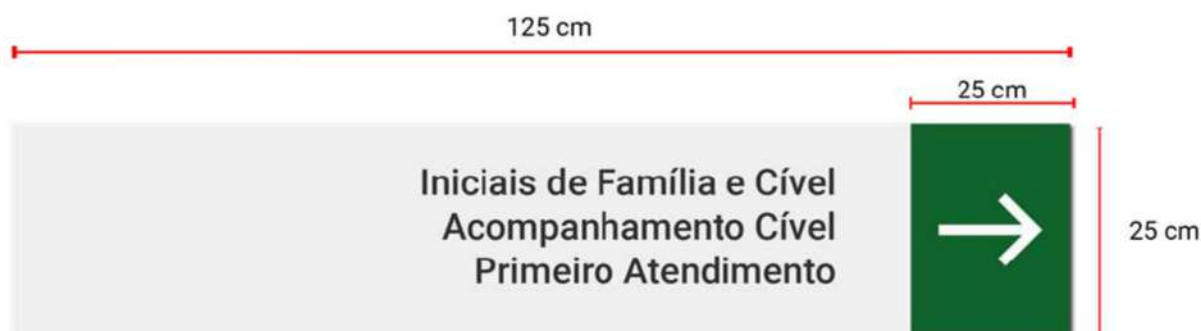 125 cm
25 cm
Iniciais de Família e Cível
Acompanhamento Cível
Primeiro Atendimento
25 cm